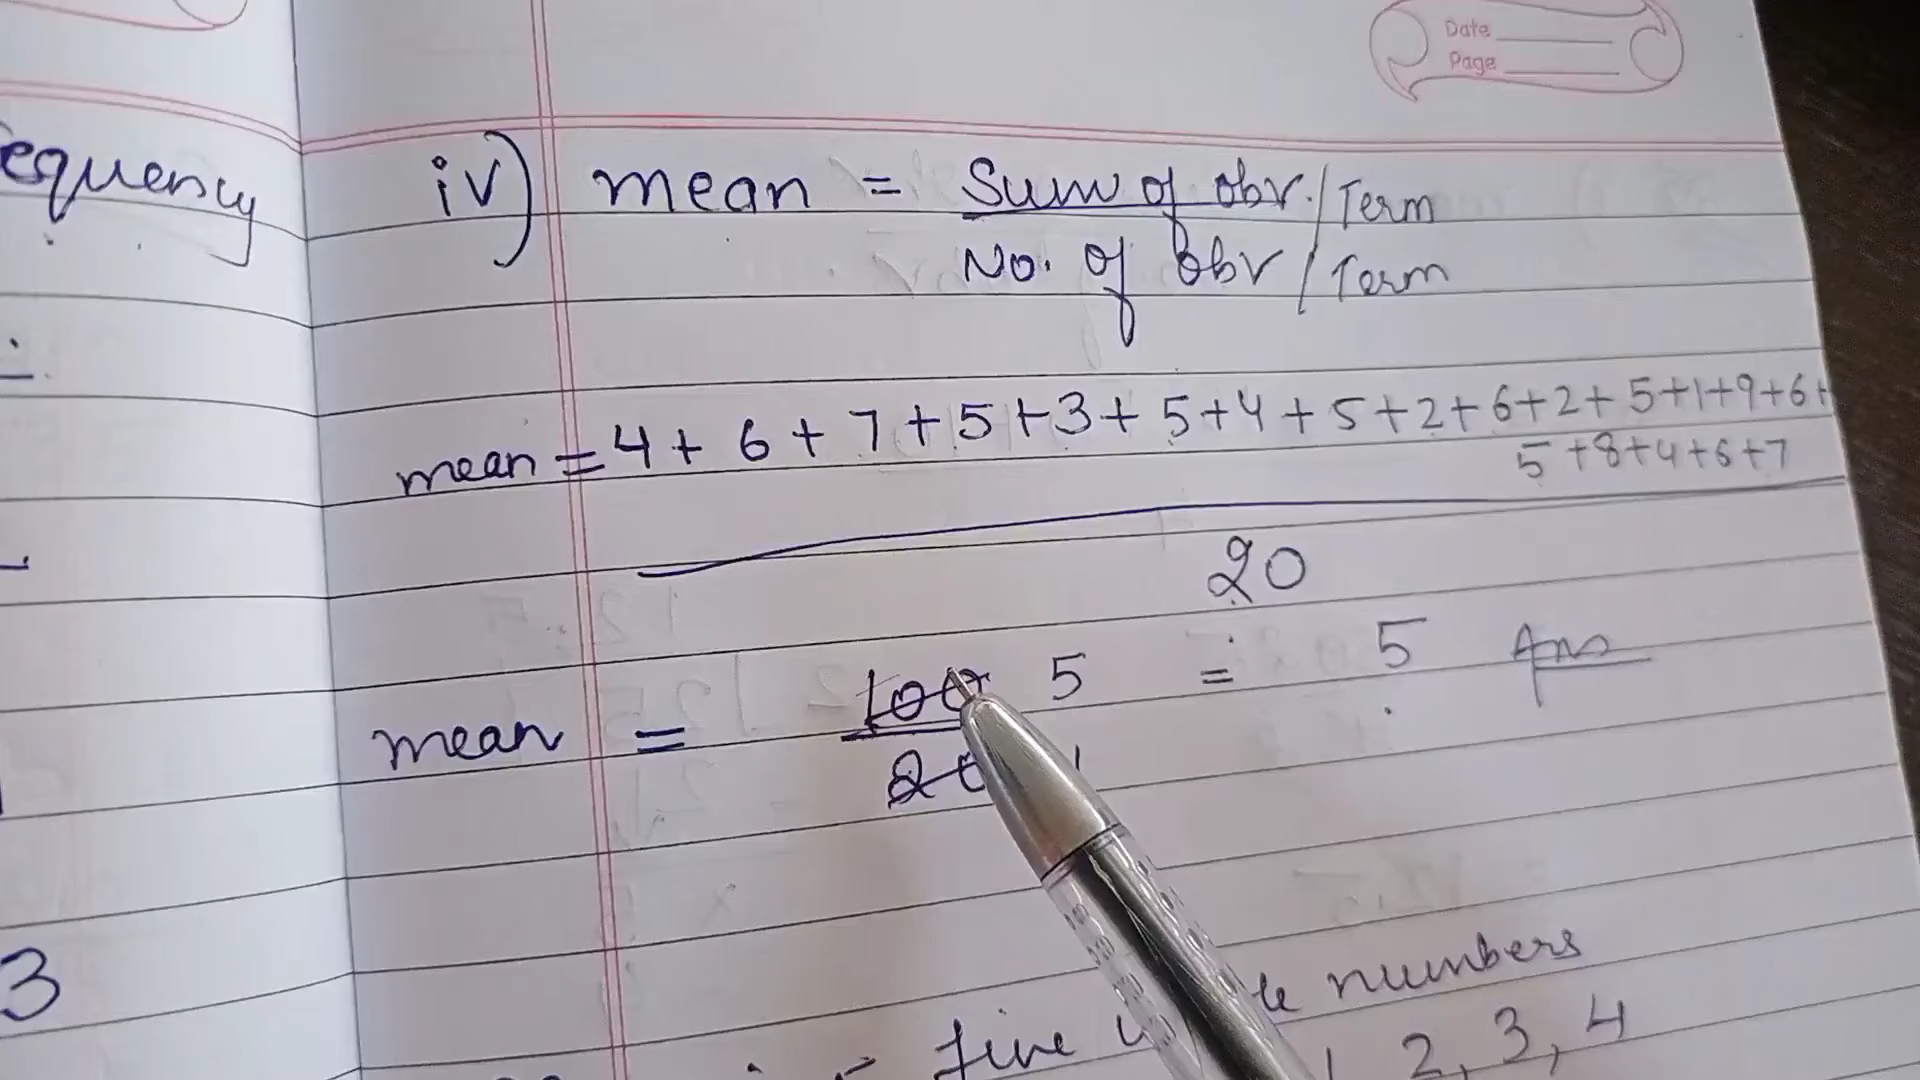 Date
Page
equency
iv) mean = Sum of obv. / Term
No. of obv / Term
mean = 4 + 6 + 7 + 5 + 3 + 5 + 4 + 5 + 2 + 6 + 2 + 5 + 1 + 9 + 6 +
5 + 8 + 4 + 6 + 7
20
mean = 100 5 = 5 Ans
20 1
3
five numbers
1 2, 3, 4